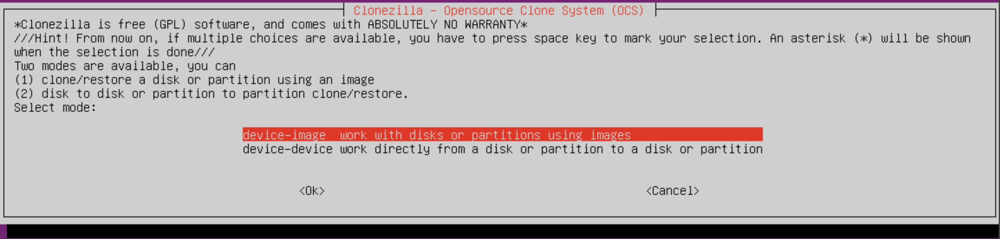 Clonezilla - Opensource Clone System (OCS)
*Clonezilla is free (GPL) software, and comes with ABSOLUTELY NO WARRANTY*
///Hint! From now on, if multiple choices are available, you have to press space key to mark your selection. An asterisk (*) will be shown
when the selection is done///
Two modes are available, you can
(1) clone/restore a disk or partition using an image
(2) disk to disk or partition to partition clone/restore.
Select mode:
device-image work with disks or partitions using images
device-device work directly from a disk or partition to a disk or partition
<Ok> <Cancel>